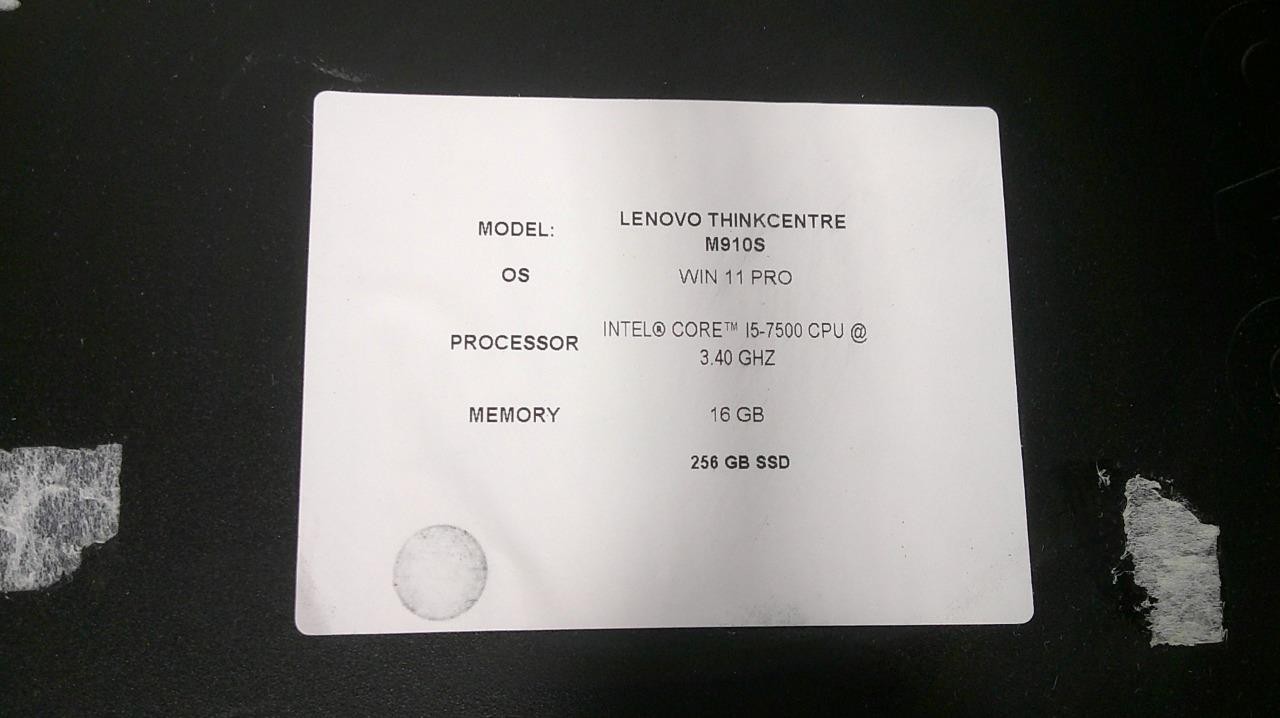 MODEL: LENOVO THINKCENTRE
M910S
OS WIN 11 PRO
PROCESSOR INTEL® CORE™ I5-7500 CPU @
3.40 GHZ
MEMORY 16 GB
256 GB SSD